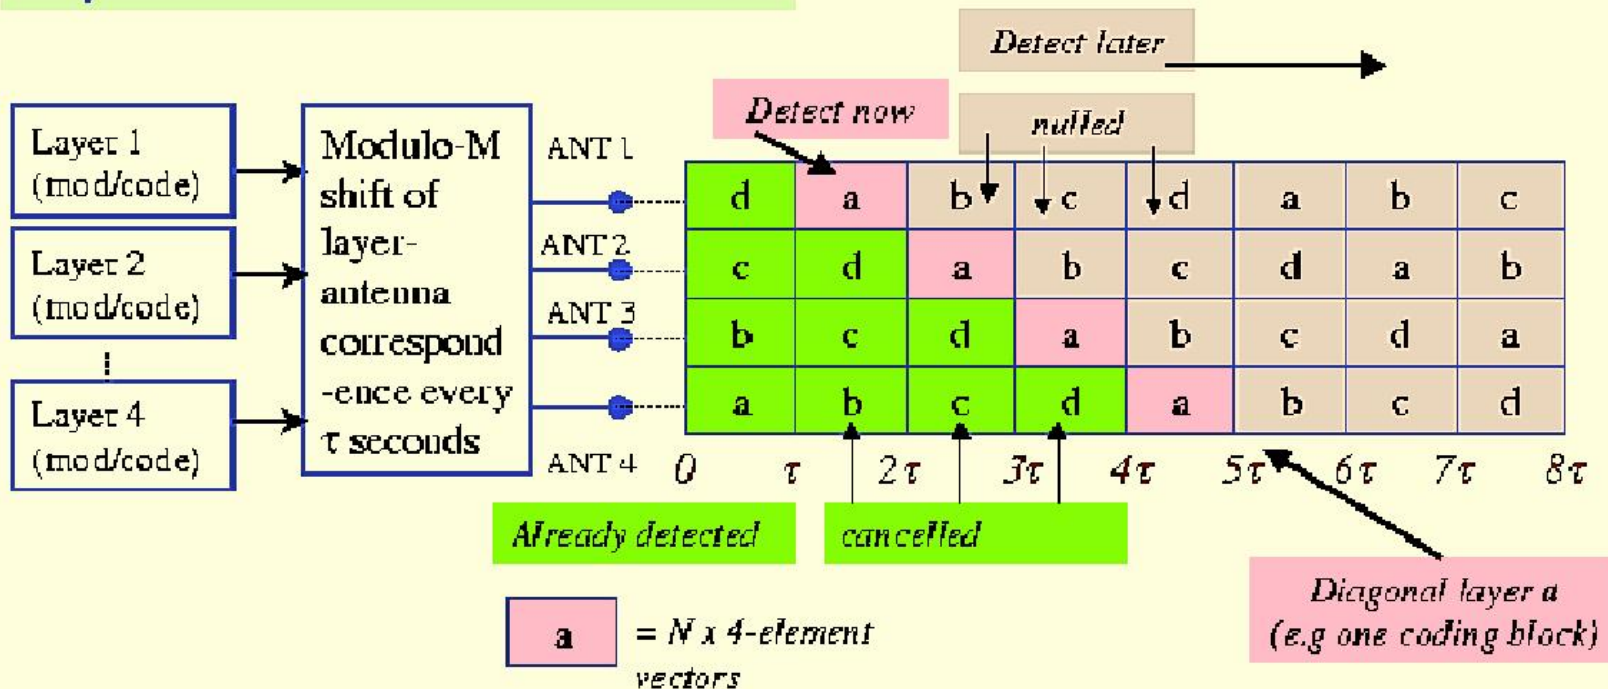 Detect later
Detect now
nulled
Layer 1
(mod/code)
Layer 2
(mod/code)
Layer 4
(mod/code)
Modulo-M
shift of
layer-
antenna
correspond
-ence every
τ seconds
ANT 1
ANT 2
ANT 3
ANT 4
d a b c d a b c
c d a b c d a b
b c d a b c d a
a b c d a b c d
0 τ 2τ 3τ 4τ 5τ 6τ 7τ 8τ
Already detected
cancelled
Diagonal layer a
(e.g one coding block)
a
= N x 4-element
vectors